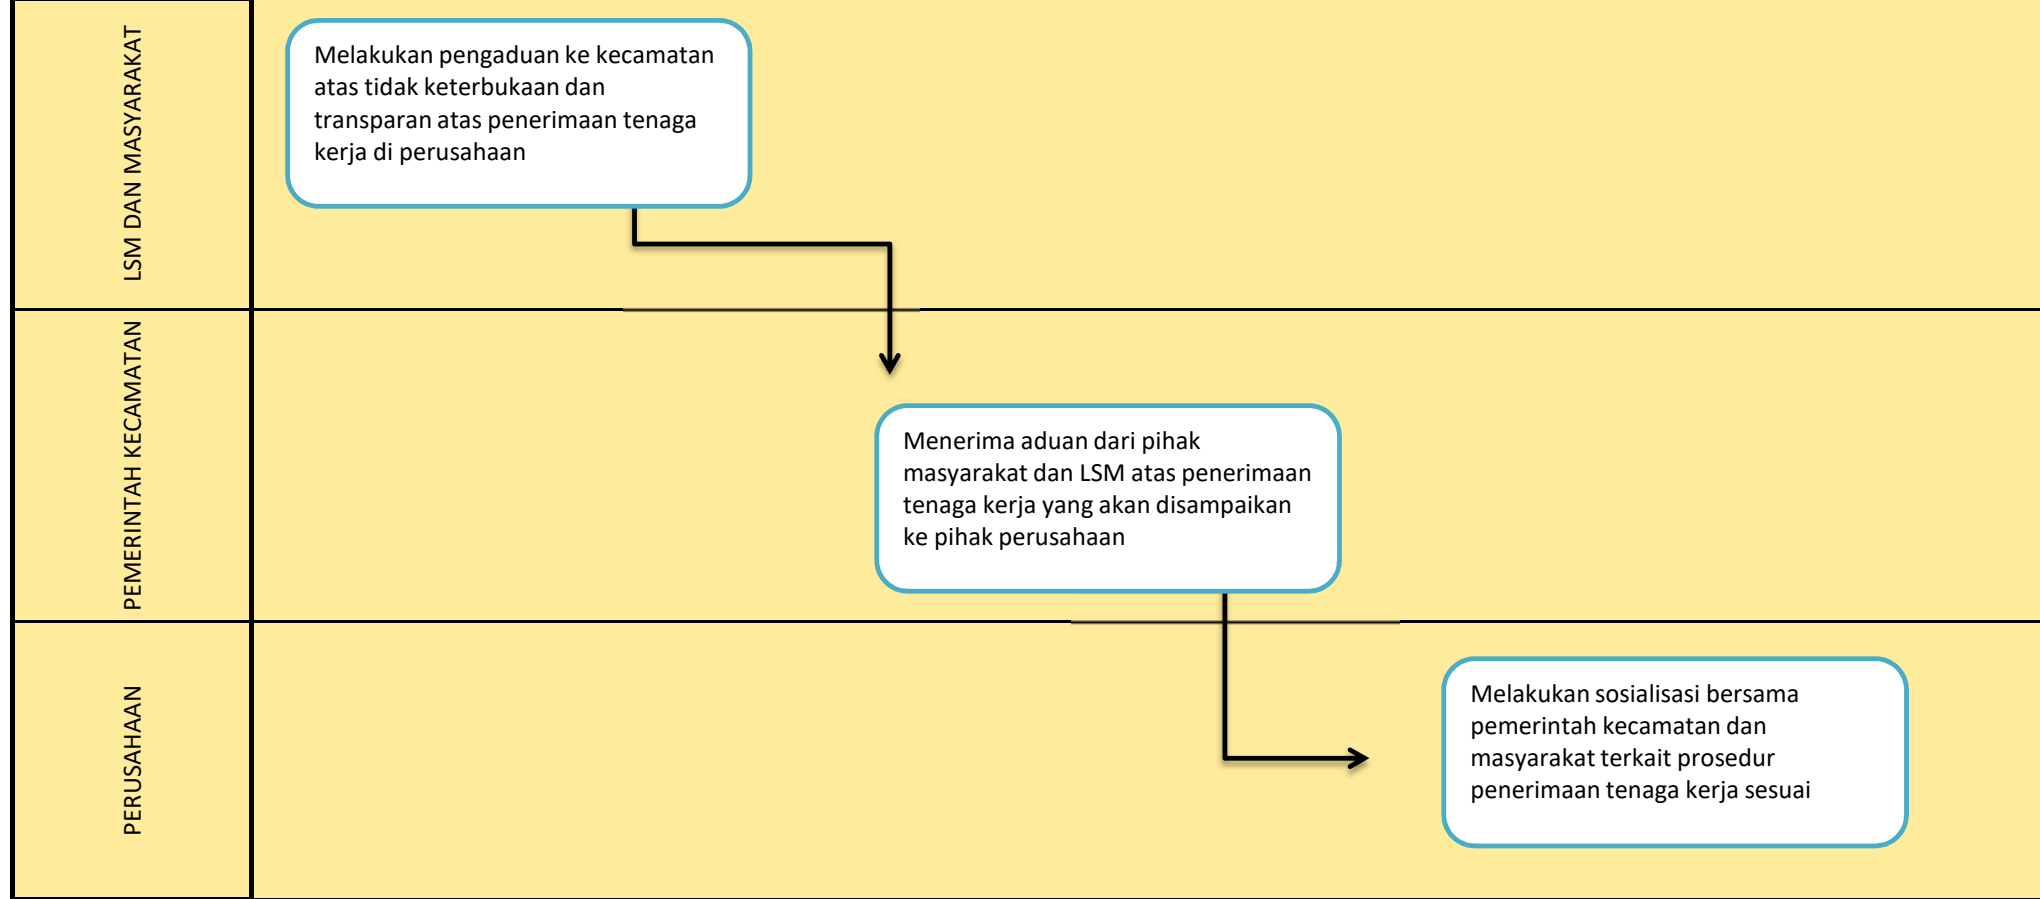 LSM DAN MASYARAKAT
Melakukan pengaduan ke kecamatan
atas tidak keterbukaan dan
transparan atas penerimaan tenaga
kerja di perusahaan
PEMERINTAH KECAMATAN
Menerima aduan dari pihak
masyarakat dan LSM atas penerimaan
tenaga kerja yang akan disampaikan
ke pihak perusahaan
PERUSAHAAN
Melakukan sosialisasi bersama
pemerintah kecamatan dan
masyarakat terkait prosedur
penerimaan tenaga kerja sesuai